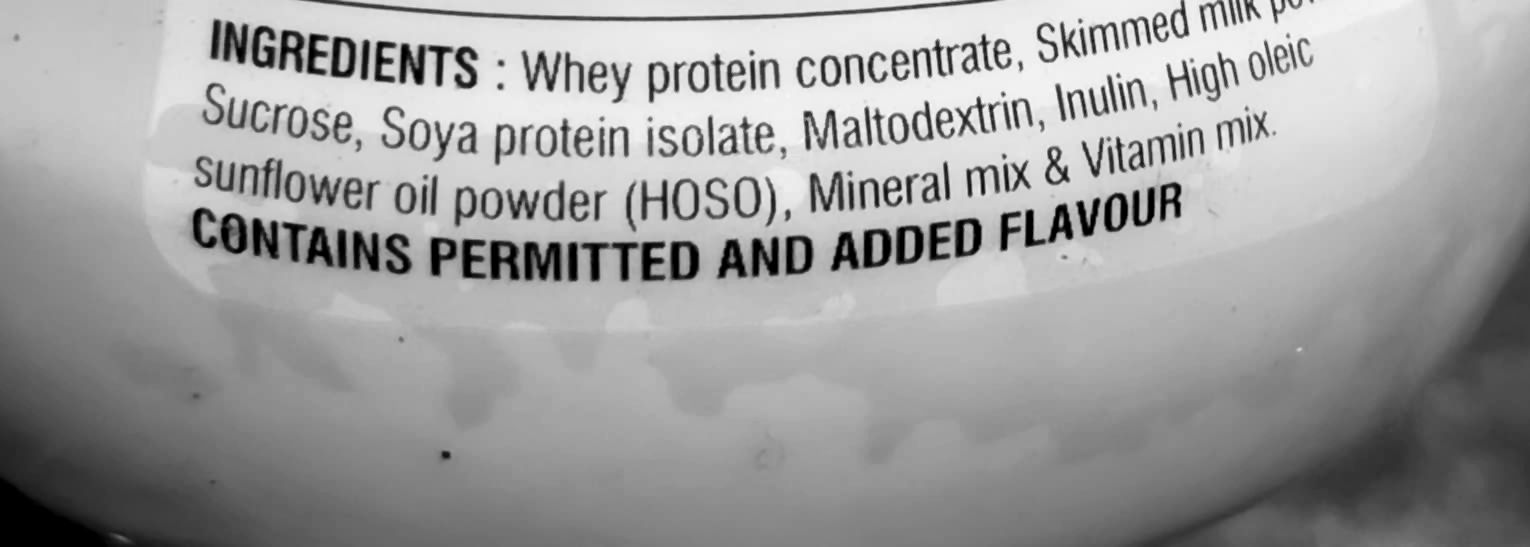 INGREDIENTS : Whey protein concentrate, Skimmed milk
Sucrose, Soya protein isolate, Maltodextrin, Inulin, High oleic
sunflower oil powder (HOSO), Mineral mix & Vitamin mix.
CONTAINS PERMITTED AND ADDED FLAVOUR